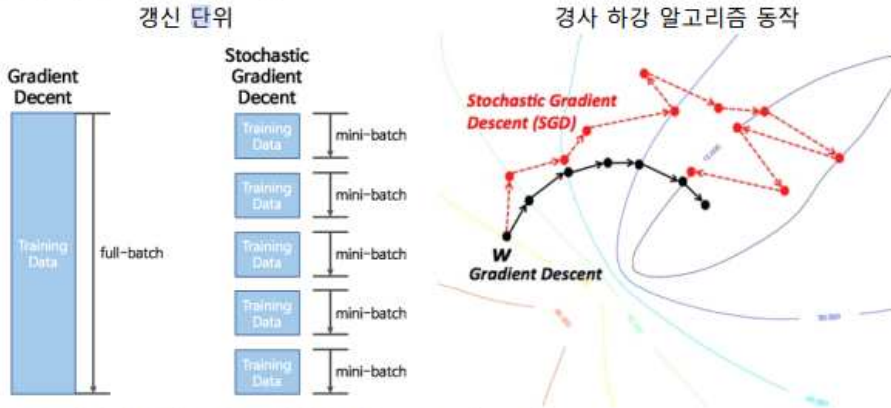 갱신 단위
경사 하강 알고리즘 동작
Gradient
Decent
Training
Data
full-batch
Stochastic
Gradient
Decent
Training
Data
mini-batch
Training
Data
mini-batch
Training
Data
mini-batch
Training
Data
mini-batch
Training
Data
mini-batch
Stochastic Gradient
Descent (SGD)
W
Gradient Descent